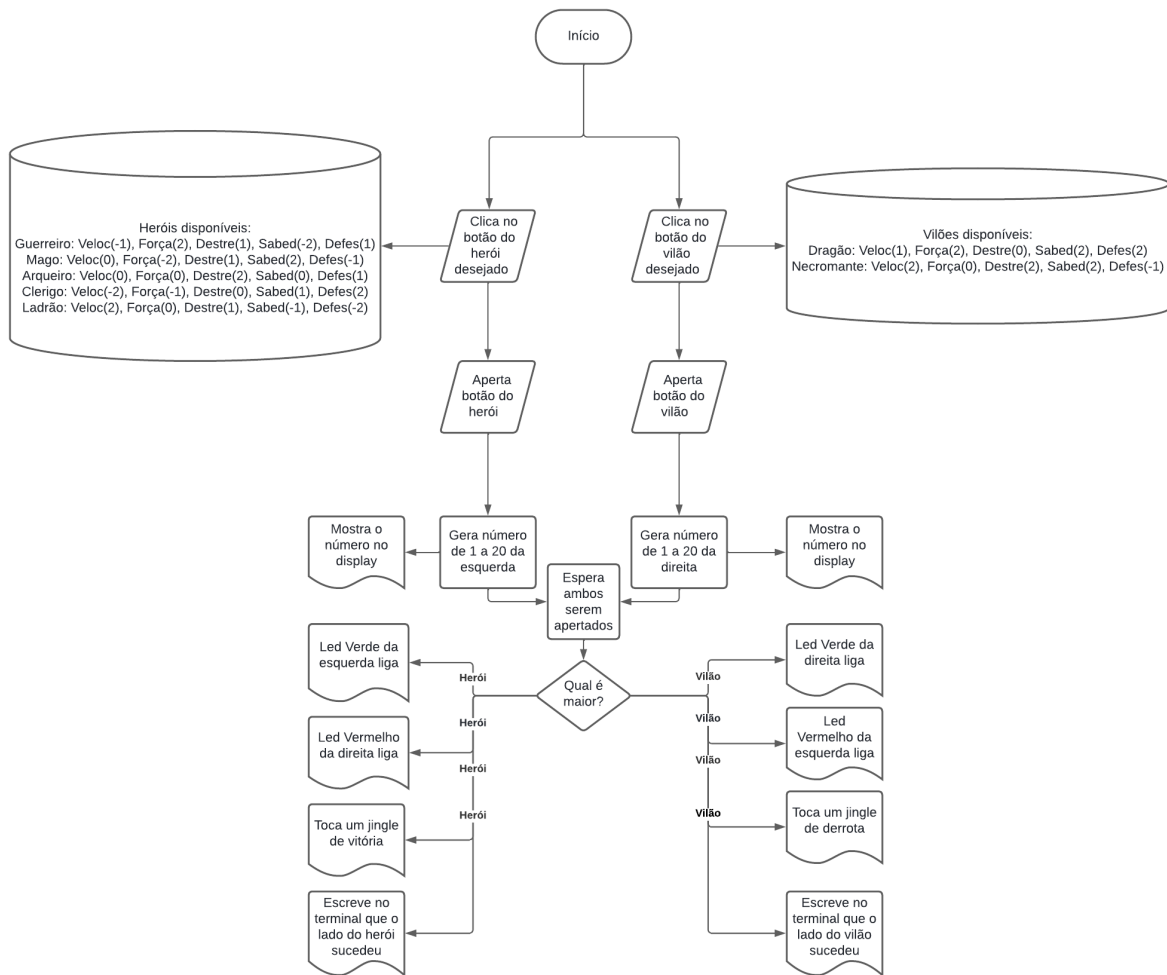 Início
Clica no
botão do
herói
desejado
Clica no
botão do
vilão
desejado
Heróis disponíveis:
Guerreiro: Veloc(-1), Força(2), Destre(1), Sabed(-2), Defes(1)
Mago: Veloc(0), Força(-2), Destre(1), Sabed(2), Defes(-1)
Arqueiro: Veloc(0), Força(0), Destre(2), Sabed(0), Defes(1)
Clerigo: Veloc(-2), Força(-1), Destre(0), Sabed(1), Defes(2)
Ladrão: Veloc(2), Força(0), Destre(1), Sabed(-1), Defes(-2)
Vilões disponíveis:
Dragão: Veloc(1), Força(2), Destre(0), Sabed(2), Defes(2)
Necromante: Veloc(2), Força(0), Destre(2), Sabed(2), Defes(-1)
Aperta
botão do
herói
Aperta
botão do
vilão
Mostra o
número no
display
Gera número
de 1 a 20 da
esquerda
Gera número
de 1 a 20 da
direita
Mostra o
número no
display
Espera
ambos
serem
apertados
Qual é
maior?
Herói
Herói
Herói
Herói
Vilão
Vilão
Vilão
Vilão
Led Verde da
esquerda liga
Led Vermelho
da direita liga
Toca um jingle
de vitória
Escreve no
terminal que o
lado do herói
sucedeu
Led Verde da
direita liga
Led
Vermelho da
esquerda liga
Toca um jingle
de derrota
Escreve no
terminal que o
lado do vilão
sucedeu